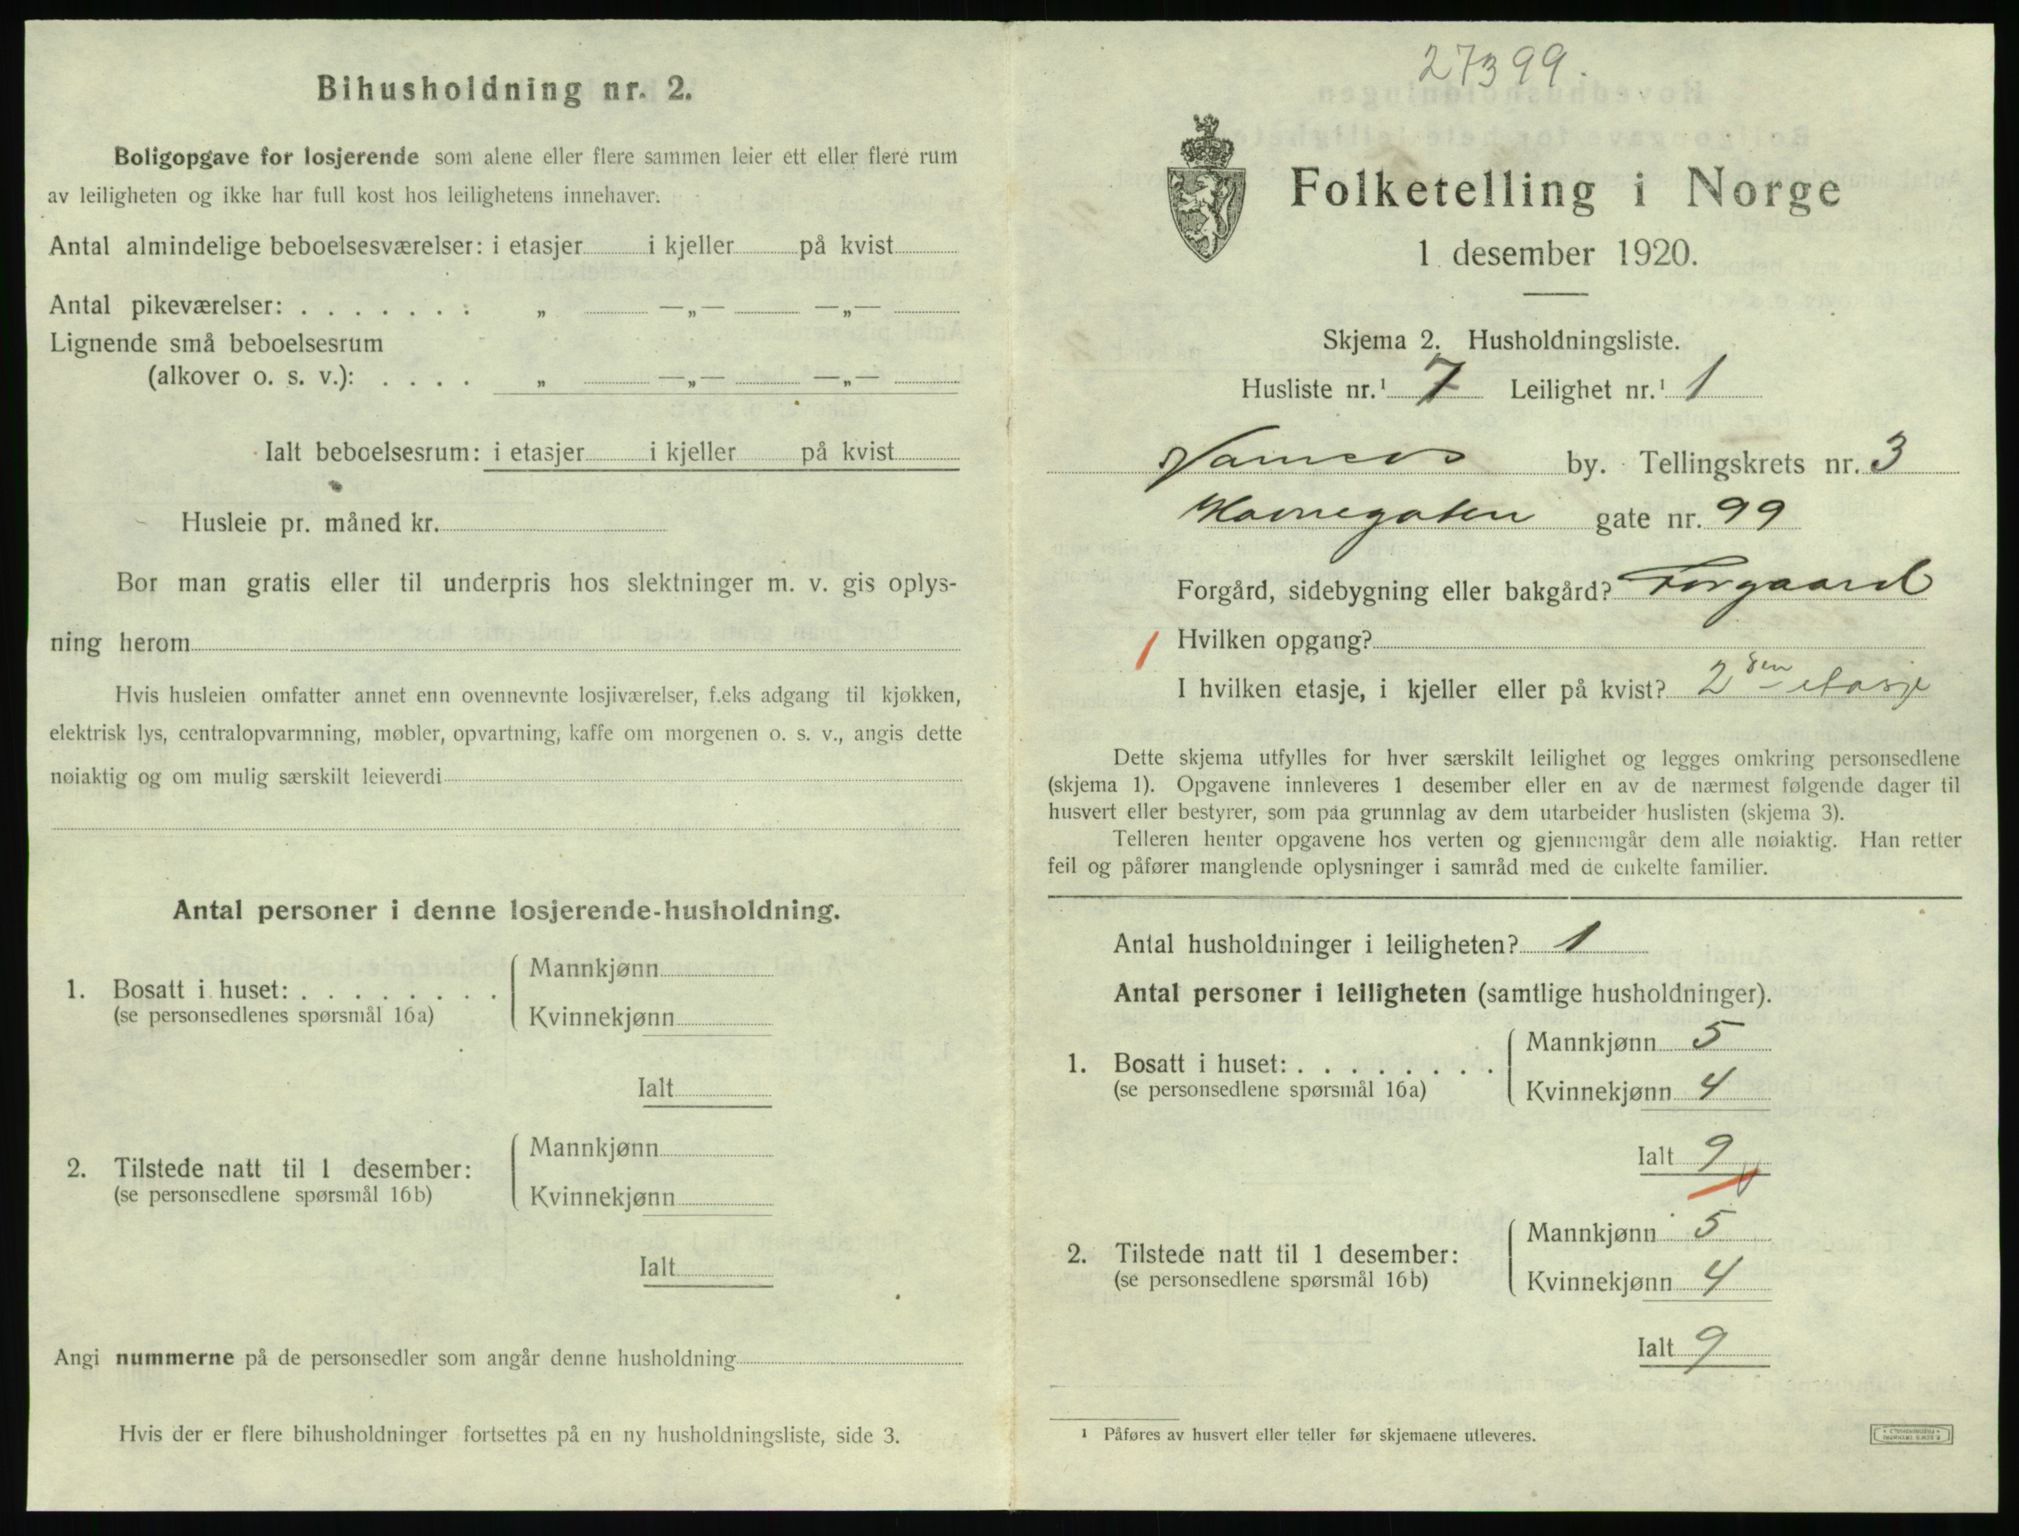 Bihusholdning nr. 2.
Boligopgave for losjerende som alene eller flere sammen leier ett eller flere rum
av leiligheten og ikke har full kost hos leilighetens innehaver.
Antal almindelige beboelsesværelser: i etasjer i kjeller på kvist
Antal pikeværelser: . . . . . . . „ —„— —„—
Lignende små beboelsesrum
(alkover o. s. v.): . . . . „ —„— —„—
Ialt beboelsesrum: i etasjer i kjeller på kvist
Husleie pr. måned kr.
Bor man gratis eller til underpris hos slektninger m. v. gis oplys-
ning herom
Hvis husleien omfatter annet enn ovennevnte losjiværelser, f.eks adgang til kjøkken,
elektrisk lys, centralopvarmning, møbler, opvartning, kaffe om morgenen o. s. v., angis dette
nøiaktig og om mulig særskilt leieverdi
Antal personer i denne losjerende-husholdning.
1. Bosatt i huset: . . . . . . . . Mannkjønn
(se personsedlenes spørsmål 16a) Kvinnekjønn
Ialt
2. Tilstede natt til 1 desember: Mannkjønn
(se personsedlene spørsmål 16b) Kvinnekjønn
Ialt
Angi nummerne på de personsedler som angår denne husholdning
Hvis der er flere bihusholdninger fortsettes på en ny husholdningsliste, side 3.
27399.
Folketelling i Norge
1 desember 1920.
Skjema 2. Husholdningsliste.
Husliste nr.¹ 7 Leilighet nr.¹ 1
Namsos by. Tellingskrets nr. 3
Havnegaten gate nr. 99
Forgård, sidebygning eller bakgård? Forgaard
1 Hvilken opgang?
I hvilken etasje, i kjeller eller på kvist? 2den etasje
Dette skjema utfylles for hver særskilt leilighet og legges omkring personsedlene
(skjema 1). Opgavene innleveres 1 desember eller en av de nærmest følgende dager til
husvert eller bestyrer, som paa grunnlag av dem utarbeider huslisten (skjema 3).
Telleren henter opgavene hos verten og gjennemgår dem alle nøiaktig. Han retter
feil og påfører manglende oplysninger i samråd med de enkelte familier.
Antal husholdninger i leiligheten? 1
Antal personer i leiligheten (samtlige husholdninger).
1. Bosatt i huset: . . . . . . . . Mannkjønn 5
(se personsedlene spørsmål 16a) Kvinnekjønn 4
Ialt 9
2. Tilstede natt til 1 desember: Mannkjønn 5
(se personsedlene spørsmål 16b) Kvinnekjønn 4
Ialt 9
¹ Påføres av husvert eller teller før skjemaene utleveres.